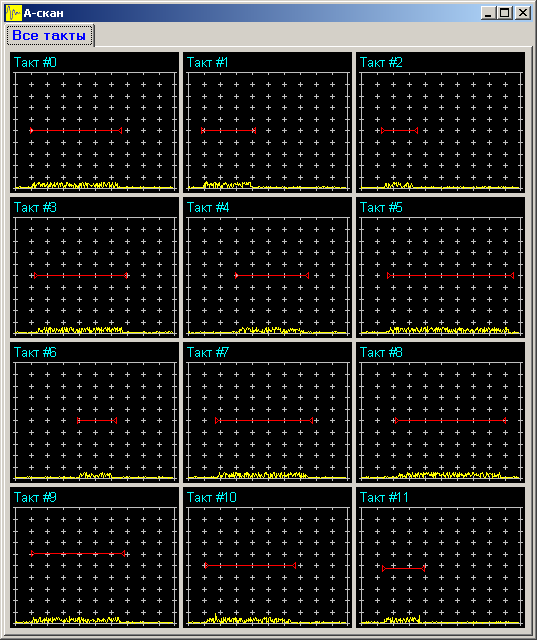 А-скан
Все такты
Такт #0
Такт #1
Такт #2
Такт #3
Такт #4
Такт #5
Такт #6
Такт #7
Такт #8
Такт #9
Такт #10
Такт #11